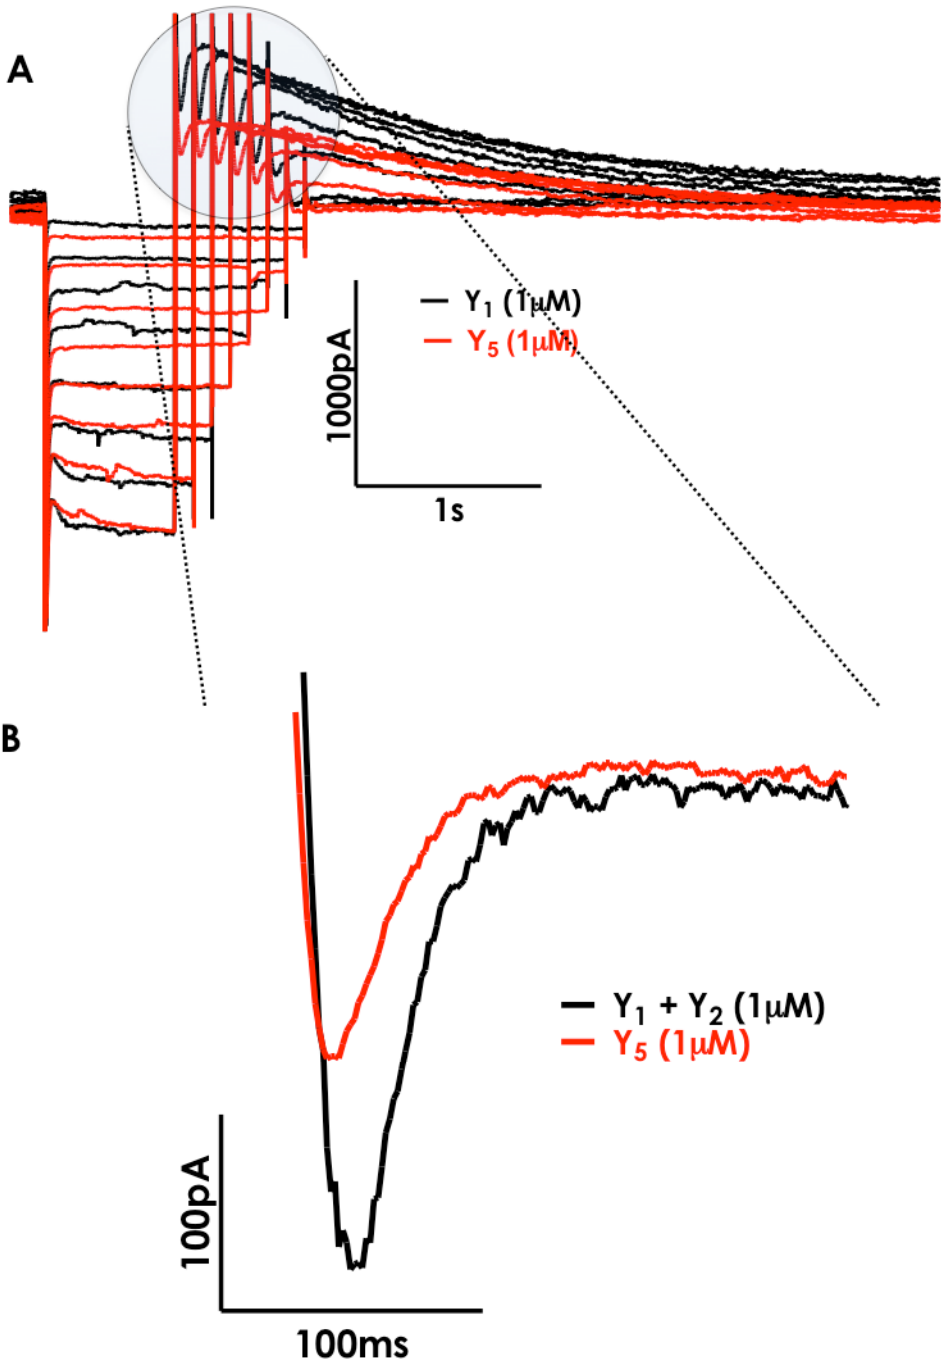 A
Y₁ (1μM)
Y₅ (1μM)
1000pA
1s
B
Y₁ + Y₂ (1μM)
Y₅ (1μM)
100pA
100ms